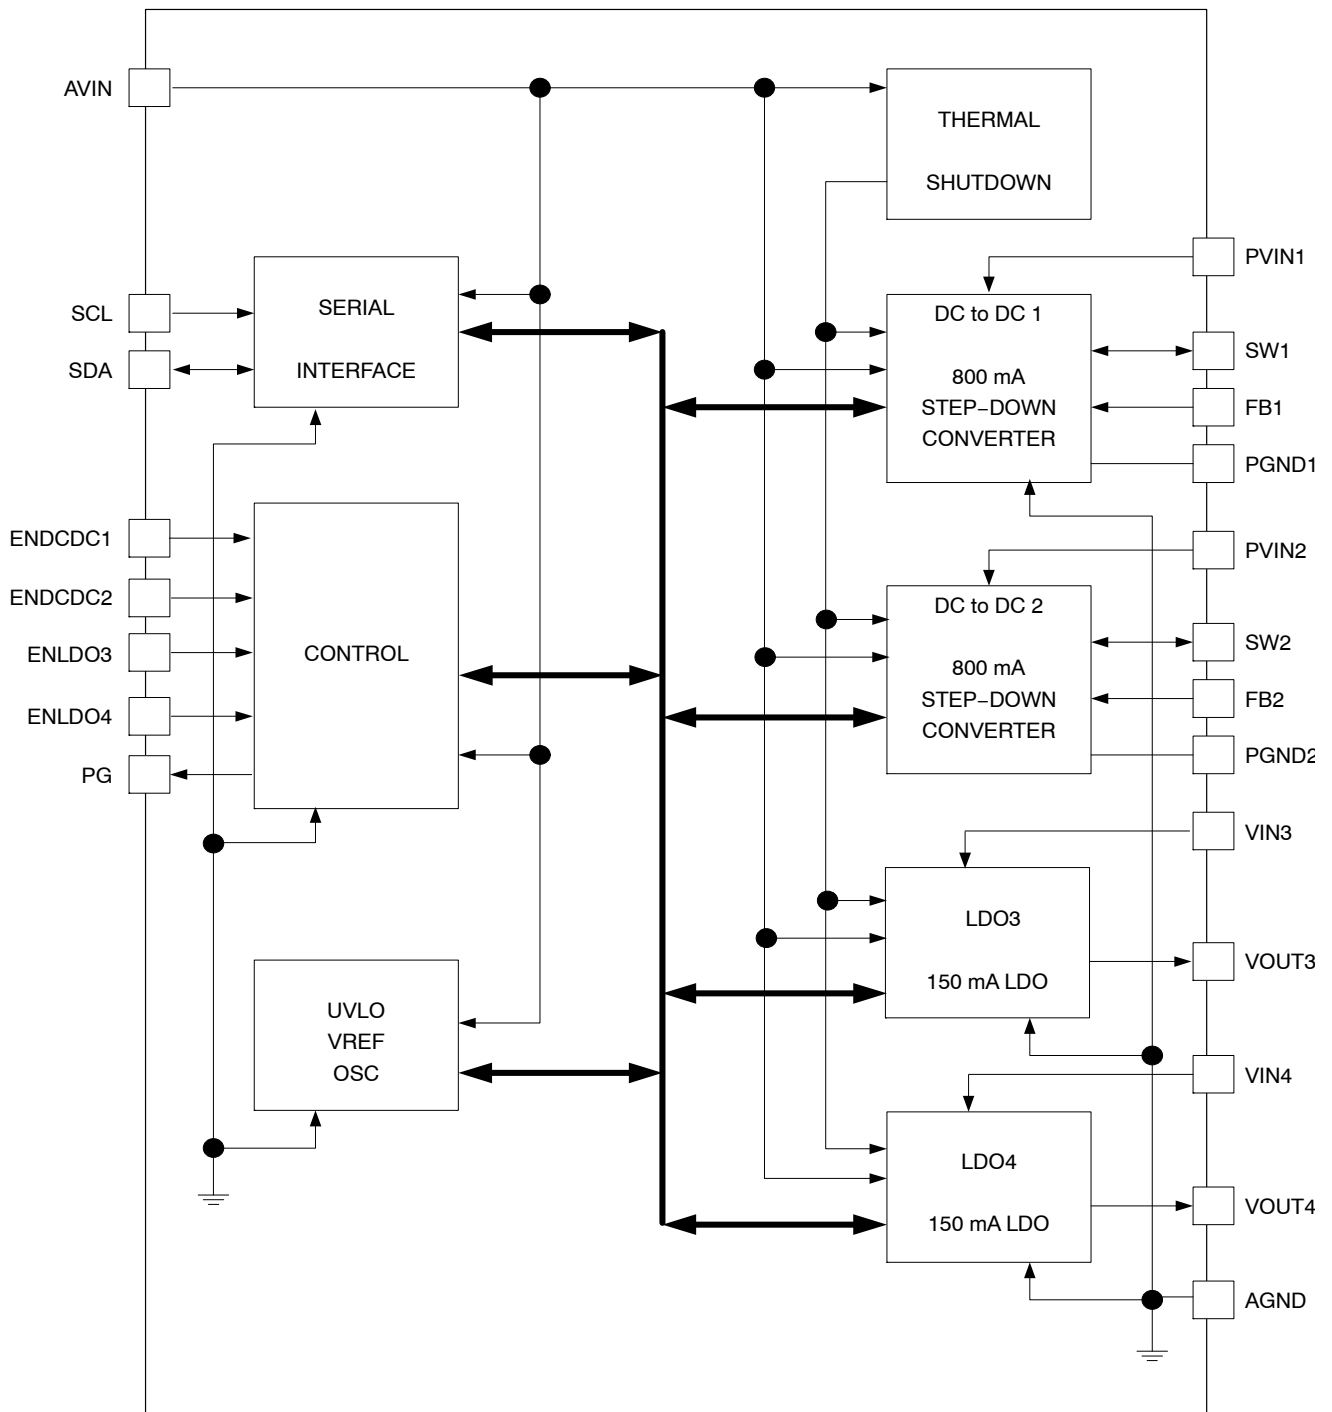 AVIN
THERMAL
SHUTDOWN
PVIN1
SCL
SDA
SERIAL
INTERFACE
DC to DC 1
800 mA
STEP–DOWN
CONVERTER
SW1
FB1
PGND1
ENDCDC1
ENDCDC2
ENLDO3
ENLDO4
PG
CONTROL
PVIN2
DC to DC 2
800 mA
STEP–DOWN
CONVERTER
SW2
FB2
PGND2
VIN3
LDO3
150 mA LDO
VOUT3
UVLO
VREF
OSC
VIN4
LDO4
150 mA LDO
VOUT4
AGND